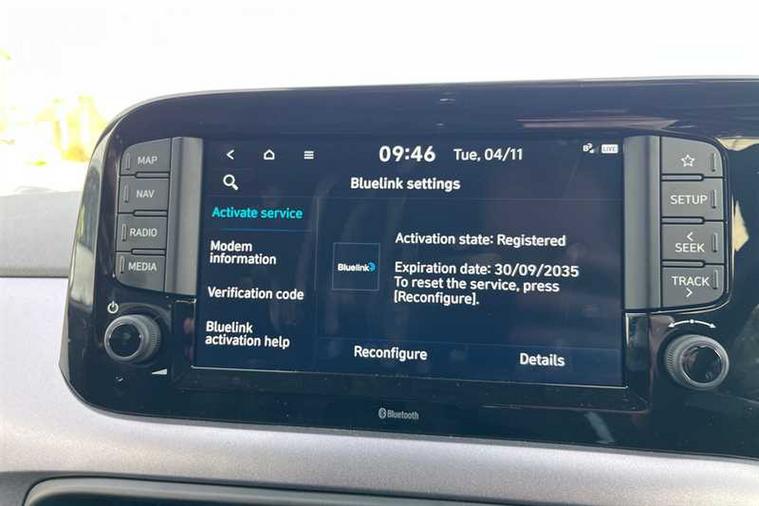 09:46 Tue, 04/11 LIVE
Bluelink settings
MAP
NAV
RADIO
MEDIA
Activate service
Modem
information
Verification code
Bluelink
activation help
Bluelink
Activation state: Registered
Expiration date: 30/09/2035
To reset the service, press
[Reconfigure].
Reconfigure
Details
SETUP
SEEK
TRACK
Bluetooth